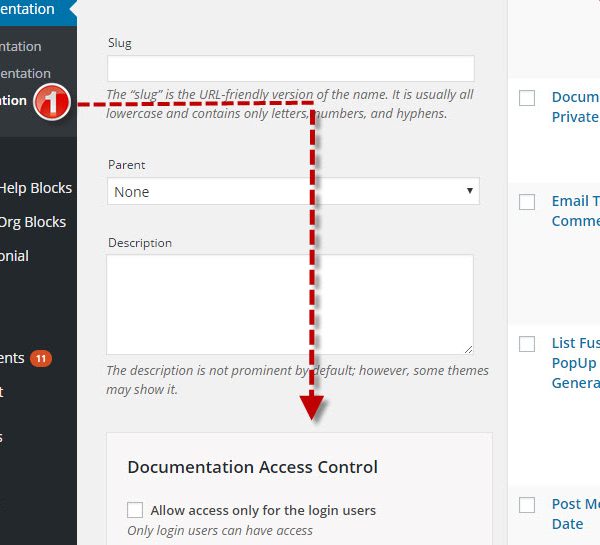 entation
ntation
entation
tion
1
Help Blocks
Org Blocks
onial
ents 11
t
s
Slug
The “slug” is the URL-friendly version of the name. It is usually all
lowercase and contains only letters, numbers, and hyphens.
Parent
None
Description
The description is not prominent by default; however, some themes
may show it.
Documentation Access Control
Allow access only for the login users
Only login users can have access
Docum
Private
Email T
Comme
List Fus
PopUp
Genera
Post Me
Date